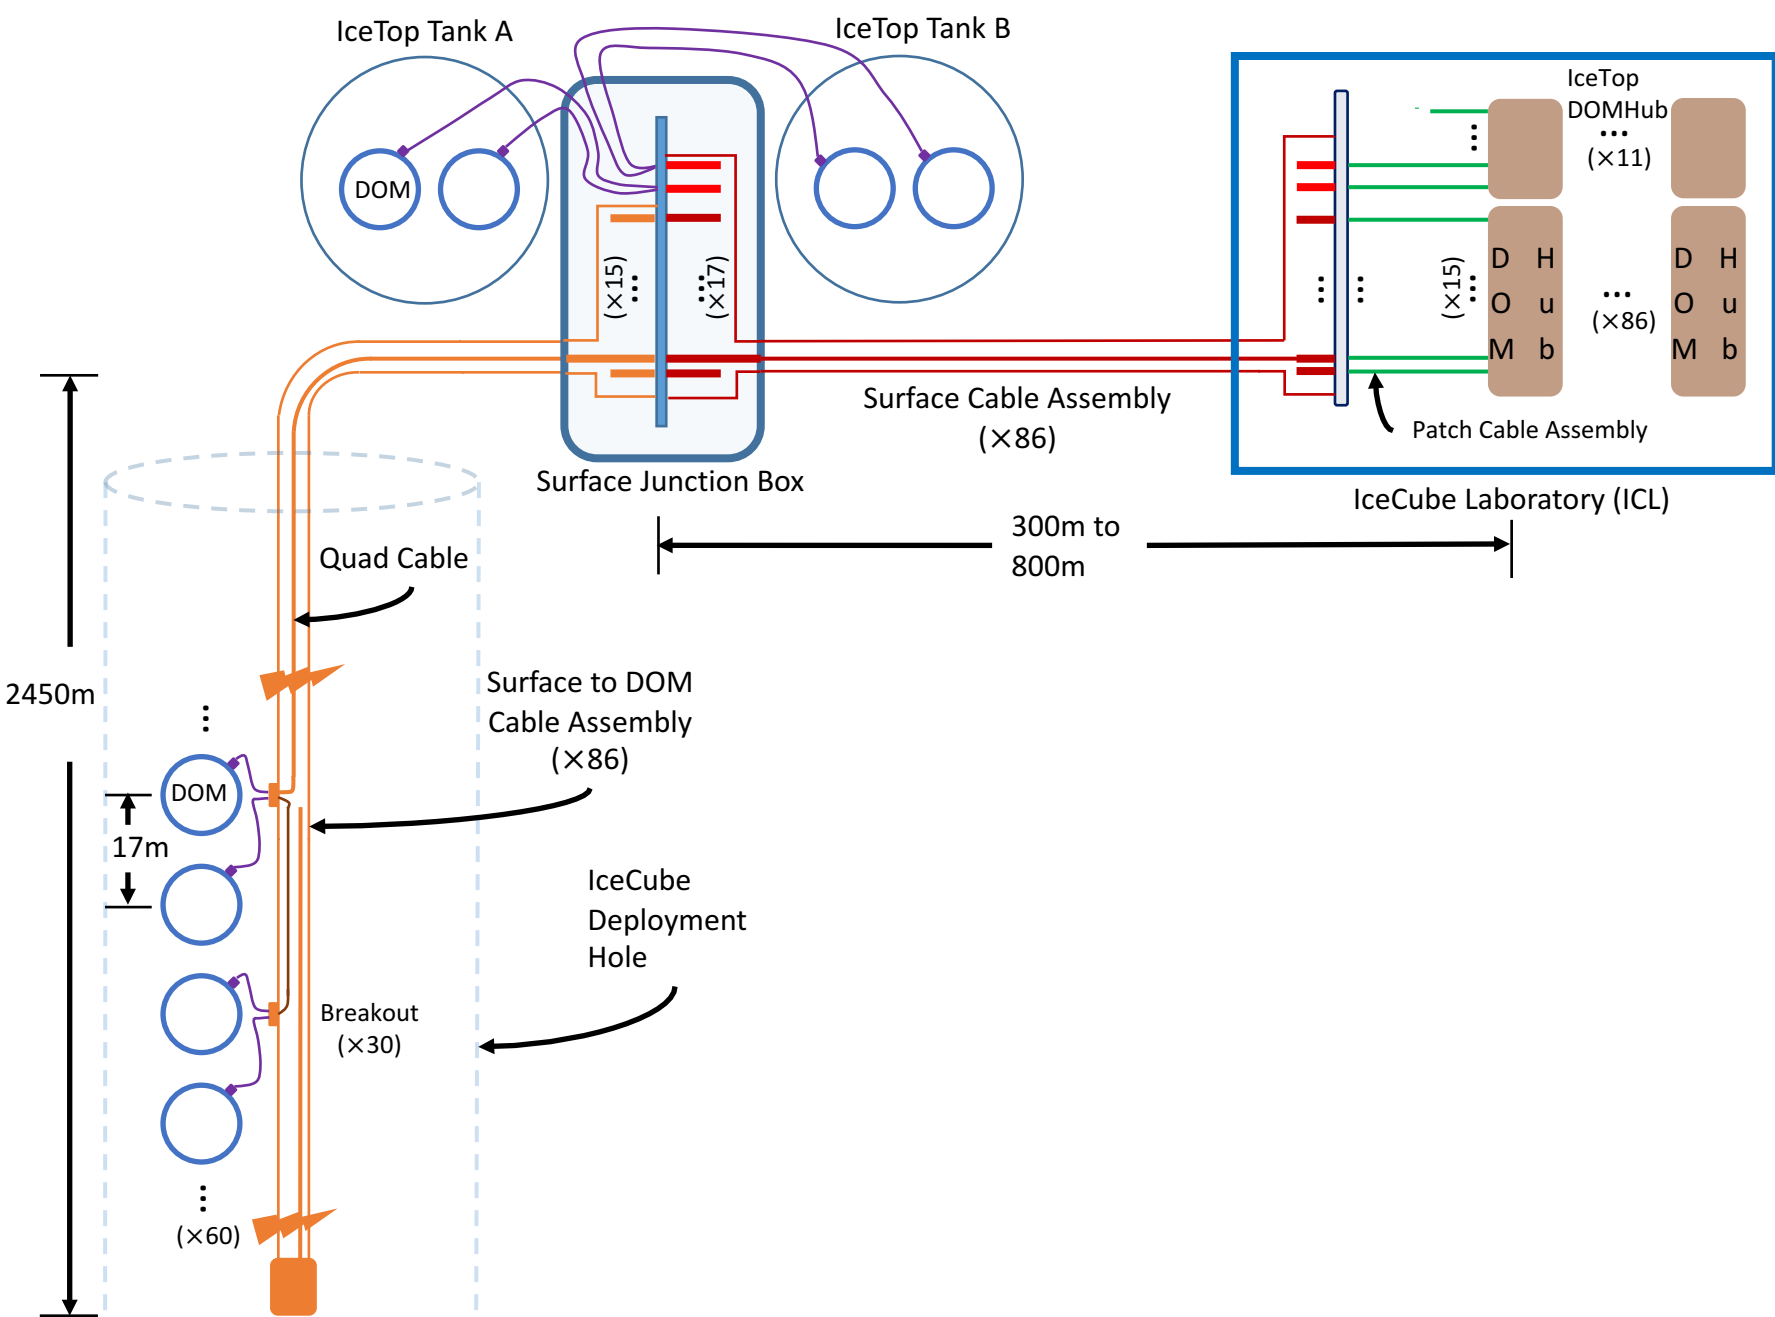 IceTop Tank A
IceTop Tank B
DOM
(×15)
(×17)
Surface Junction Box
Surface Cable Assembly
(×86)
IceTop
DOMHub
(×11)
(×15)
D H
O u
M b
(×86)
D H
O u
M b
Patch Cable Assembly
IceCube Laboratory (ICL)
300m to
800m
Quad Cable
2450m
Surface to DOM
Cable Assembly
(×86)
DOM
17m
IceCube
Deployment
Hole
Breakout
(×30)
(×60)